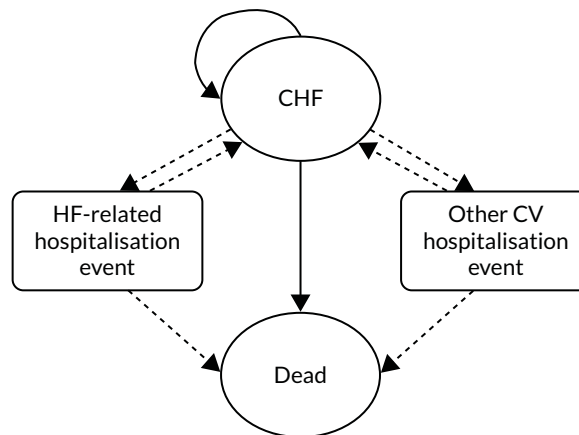 CHF
HF-related
hospitalisation
event
Other CV
hospitalisation
event
Dead